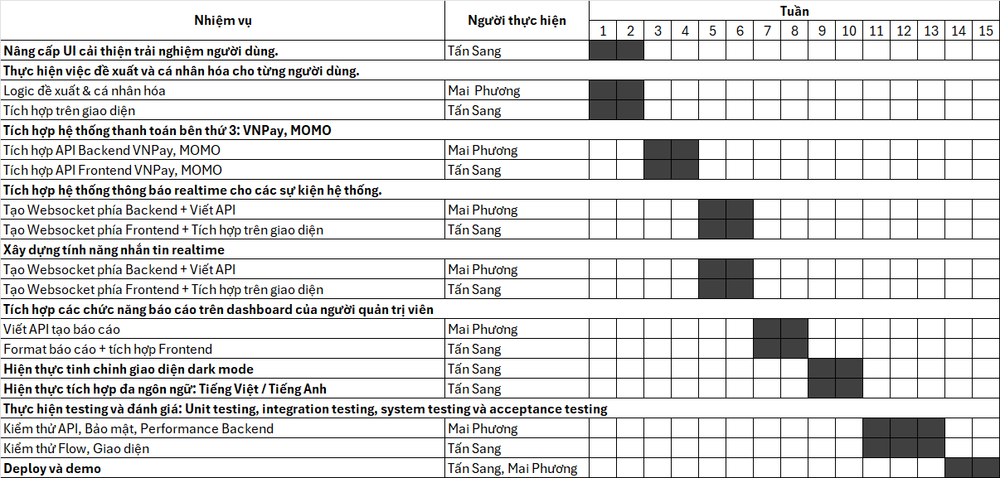 Nhiệm vụ Người thực hiện Tuần
1 2 3 4 5 6 7 8 9 10 11 12 13 14 15
Nâng cấp UI cải thiện trải nghiệm người dùng. Tấn Sang
Thực hiện việc đề xuất và cá nhân hóa cho từng người dùng.
Logic đề xuất & cá nhân hóa Mai Phương
Tích hợp trên giao diện Tấn Sang
Tích hợp hệ thống thanh toán bên thứ 3: VNPay, MOMO
Tích hợp API Backend VNPay, MOMO Mai Phương
Tích hợp API Frontend VNPay, MOMO Tấn Sang
Tích hợp hệ thống thông báo realtime cho các sự kiện hệ thống.
Tạo Websocket phía Backend + Viết API Mai Phương
Tạo Websocket phía Frontend + Tích hợp trên giao diện Tấn Sang
Xây dựng tính năng nhắn tin realtime
Tạo Websocket phía Backend + Viết API Mai Phương
Tạo Websocket phía Frontend + Tích hợp trên giao diện Tấn Sang
Tích hợp các chức năng báo cáo trên dashboard của người quản trị viên
Viết API tạo báo cáo Mai Phương
Format báo cáo + tích hợp Frontend Tấn Sang
Hiện thực tinh chỉnh giao diện dark mode Tấn Sang
Hiện thực tích hợp đa ngôn ngữ: Tiếng Việt / Tiếng Anh Tấn Sang
Thực hiện testing và đánh giá: Unit testing, integration testing, system testing và acceptance testing
Kiểm thử API, Bảo mật, Performance Backend Mai Phương
Kiểm thử Flow, Giao diện Tấn Sang
Deploy và demo Tấn Sang, Mai Phương